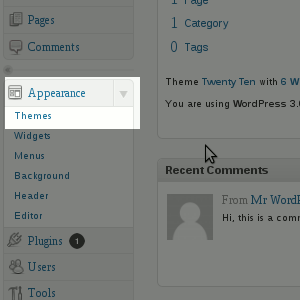 Pages
Comments
Appearance
Themes
Widgets
Menus
Background
Header
Editor
Plugins 1
Users
Tools
1 Page
1 Category
0 Tags
Theme Twenty Ten with 6 W
You are using WordPress 3.
Recent Comments
From Mr WordP
Hi, this is a comm